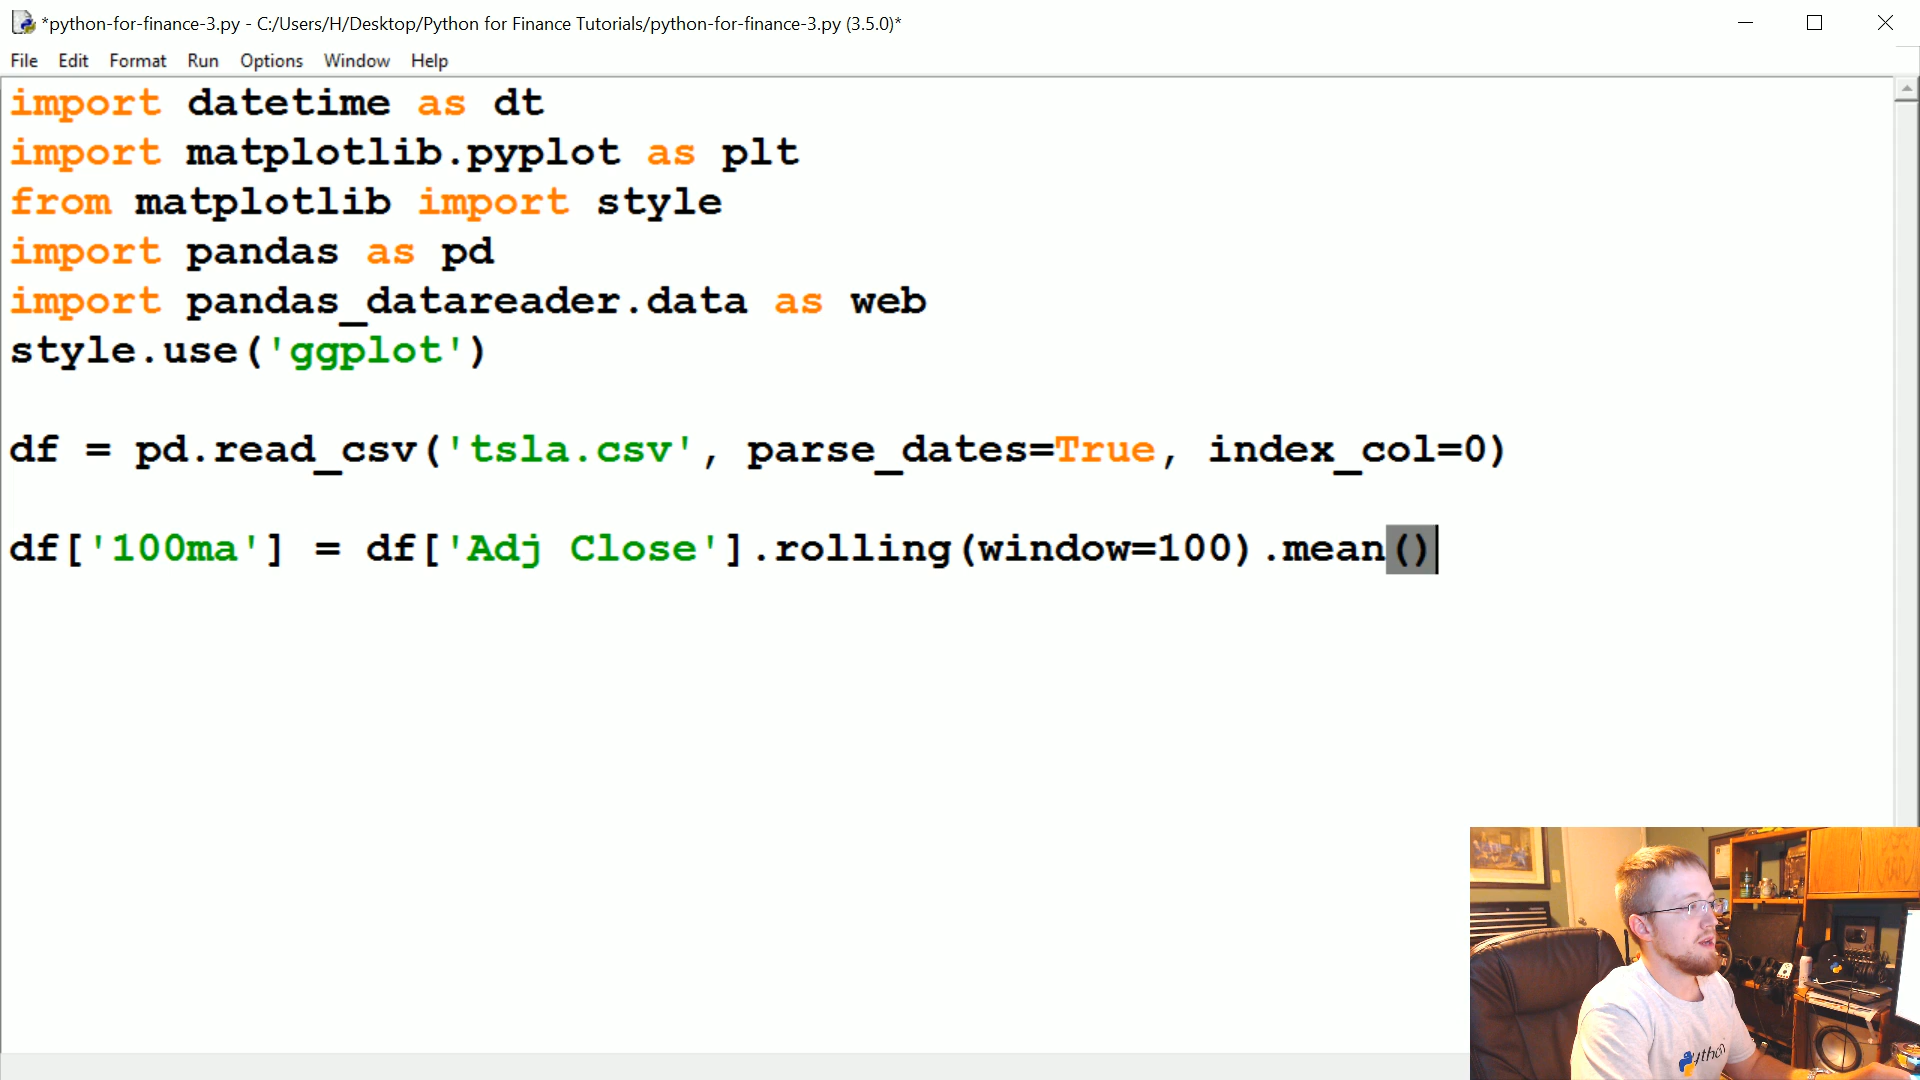 *python-for-finance-3.py - C:/Users/H/Desktop/Python for Finance Tutorials/python-for-finance-3.py (3.5.0)*
File Edit Format Run Options Window Help
import datetime as dt
import matplotlib.pyplot as plt
from matplotlib import style
import pandas as pd
import pandas_datareader.data as web
style.use('ggplot')
df = pd.read_csv('tsla.csv', parse_dates=True, index_col=0)
df['100ma'] = df['Adj Close'].rolling(window=100).mean()
python